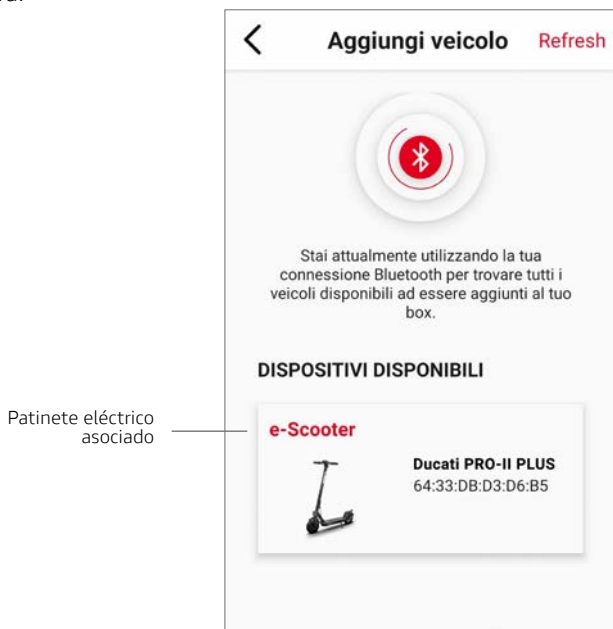 Aggiungi veicolo
Refresh
Stai attualmente utilizzando la tua
connessione Bluetooth per trovare tutti i
veicoli disponibili ad essere aggiunti al tuo
box.
DISPOSITIVI DISPONIBILI
Patinete eléctrico
asociado
e-Scooter
Ducati PRO-II PLUS
64:33:DB:D3:D6:B5